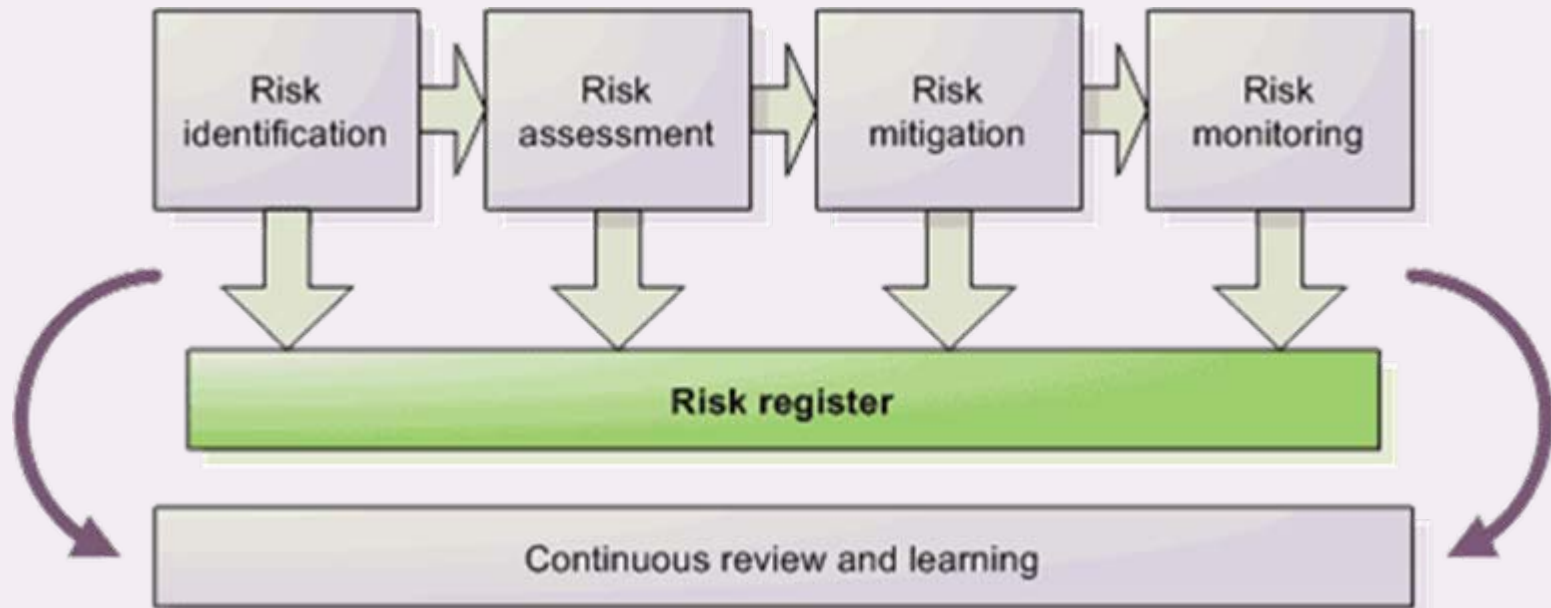 Risk
identification
Risk
assessment
Risk
mitigation
Risk
monitoring
Risk register
Continuous review and learning